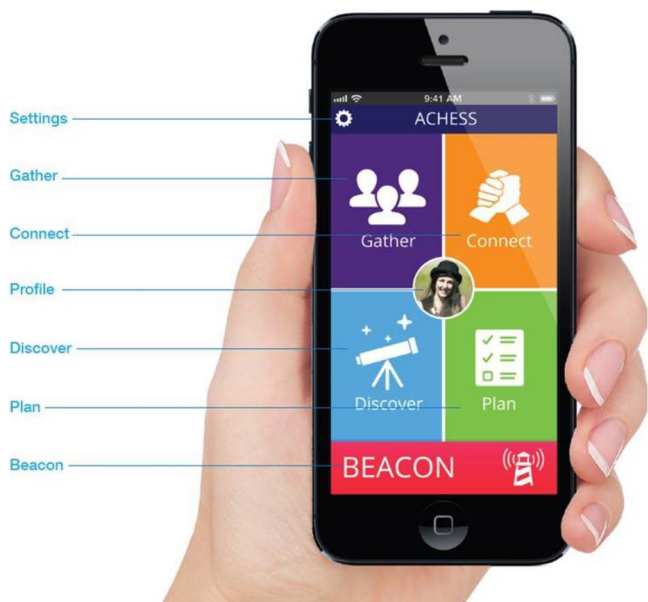 9:41 AM
Settings
ACHESS
Gather
Gather
Connect
Connect
Profile
Discover
Discover
Plan
Plan
Beacon
BEACON